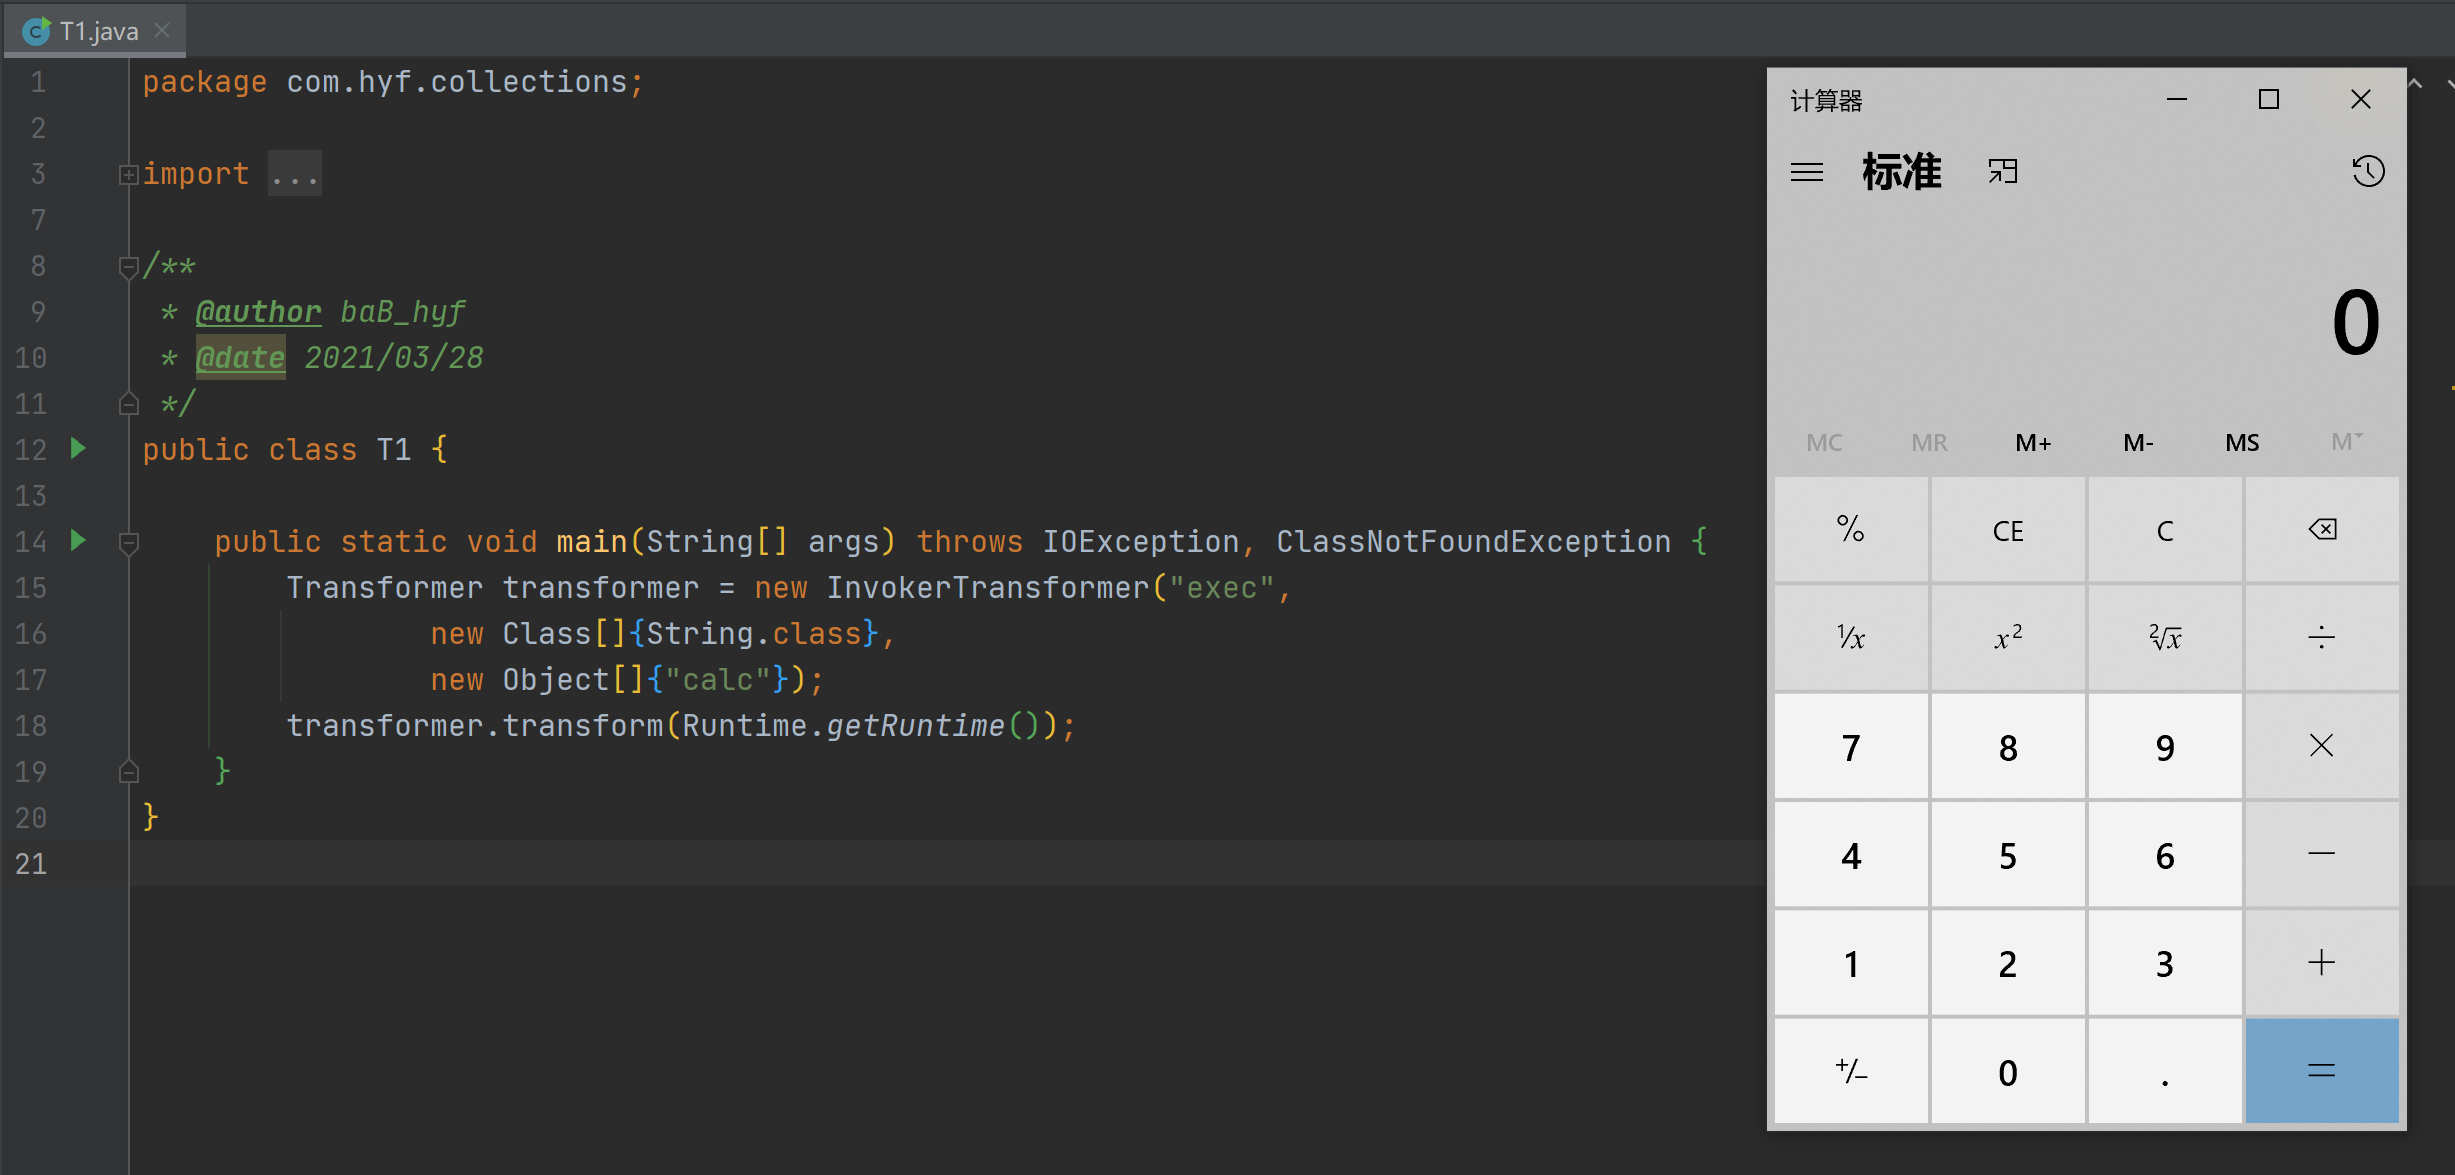 T1.java
1 package com.hyf.collections;
2
3 import ...
7
8 /**
9 * @author baB_hyf
10 * @date 2021/03/28
11 */
12 public class T1 {
13
14 public static void main(String[] args) throws IOException, ClassNotFoundException {
15 Transformer transformer = new InvokerTransformer("exec",
16 new Class[]{String.class},
17 new Object[]{"calc"});
18 transformer.transform(Runtime.getRuntime());
19 }
20 }
21
计算器
标准
0
MC MR M+ M- MS M˅
% CE C
¹/x x² ²√x ÷
7 8 9 ×
4 5 6 −
1 2 3 +
+/− 0 . =